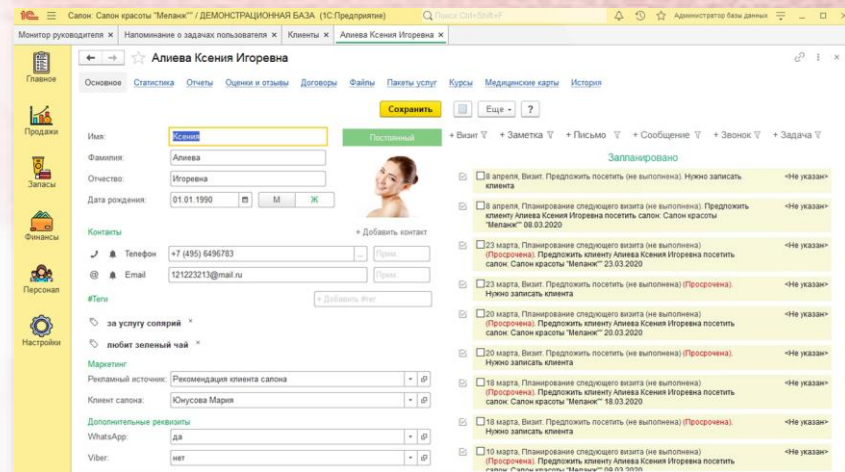 1С Салон: Салон красоты "Меланж"" / ДЕМОНСТРАЦИОННАЯ БАЗА (1С:Предприятие) Поиск Ctrl+Shift+F Администратор базы данных
Монитор руководителя × Напоминание о задачах пользователя × Клиенты × Алиева Ксения Игоревна ×
Главное
Продажи
Запасы
Финансы
Персонал
Настройки
Алиева Ксения Игоревна
Основное Статистика Отчеты Оценки и отзывы Договоры Файлы Пакеты услуг Курсы Медицинские карты История
Сохранить Еще ?
Имя: Ксения Постоянный
Фамилия: Алиева
Отчество: Игоревна
Дата рождения: 01.01.1990 М Ж
Контакты + Добавить контакт
Телефон +7 (495) 6496783 ... Прим.
@ Email 121223213@mail.ru Прим.
#Теги + Добавить #тег
за услугу солярий ×
любит зеленый чай ×
Маркетинг
Рекламный источник: Рекомендация клиента салона
Клиент салона: Юнусова Мария
Дополнительные реквизиты
WhatsApp: да
Viber: нет
+ Визит + Заметка + Письмо + Сообщение + Звонок + Задача
Запланировано
8 апреля, Визит. Предложить посетить (не выполнена). Нужно записать <Не указан>
клиента
8 апреля, Планирование следующего визита (не выполнена). Предложить <Не указан>
клиенту Алиева Ксения Игоревна посетить салон: Салон красоты
"Меланж"" 08.03.2020
23 марта, Планирование следующего визита (не выполнена) <Не указан>
(Просрочена). Предложить клиенту Алиева Ксения Игоревна посетить
салон: Салон красоты "Меланж"" 23.03.2020
23 марта, Визит. Предложить посетить (не выполнена) (Просрочена). <Не указан>
Нужно записать клиента
20 марта, Планирование следующего визита (не выполнена) <Не указан>
(Просрочена). Предложить клиенту Алиева Ксения Игоревна посетить
салон: Салон красоты "Меланж"" 20.03.2020
20 марта, Визит. Предложить посетить (не выполнена) (Просрочена). <Не указан>
Нужно записать клиента
18 марта, Планирование следующего визита (не выполнена) <Не указан>
(Просрочена). Предложить клиенту Алиева Ксения Игоревна посетить
салон: Салон красоты "Меланж"" 18.03.2020
18 марта, Визит. Предложить посетить (не выполнена) (Просрочена). <Не указан>
Нужно записать клиента
10 марта, Планирование следующего визита (не выполнена) <Не указан>
(Просрочена). Предложить клиенту Алиева Ксения Игоревна посетить
салон: Салон красоты "Меланж"" 09.03.2020